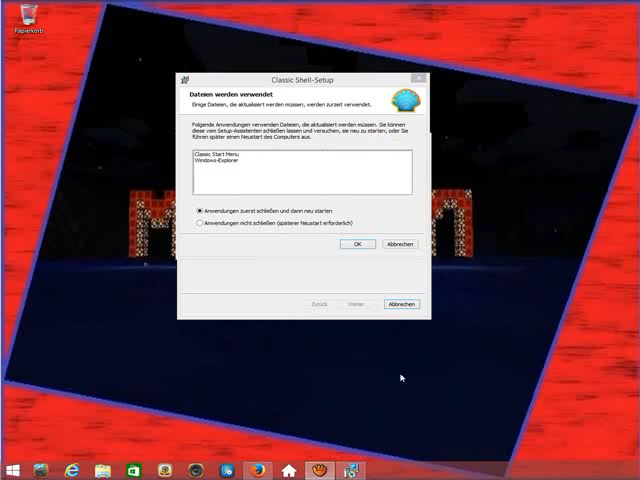 Papierkorb
Classic Shell-Setup
Dateien werden verwendet
Einige Dateien, die aktualisiert werden müssen, werden zurzeit verwendet.
Folgende Anwendungen verwenden Dateien, die aktualisiert werden müssen. Sie können
diese vom Setup-Assistenten schließen lassen und versuchen, sie neu zu starten, oder Sie
führen später einen Neustart des Computers aus.
Classic Start Menu
Windows-Explorer
Anwendungen zuerst schließen und dann neu starten
Anwendungen nicht schließen (späterer Neustart erforderlich)
OK
Abbrechen
Zurück
Weiter
Abbrechen